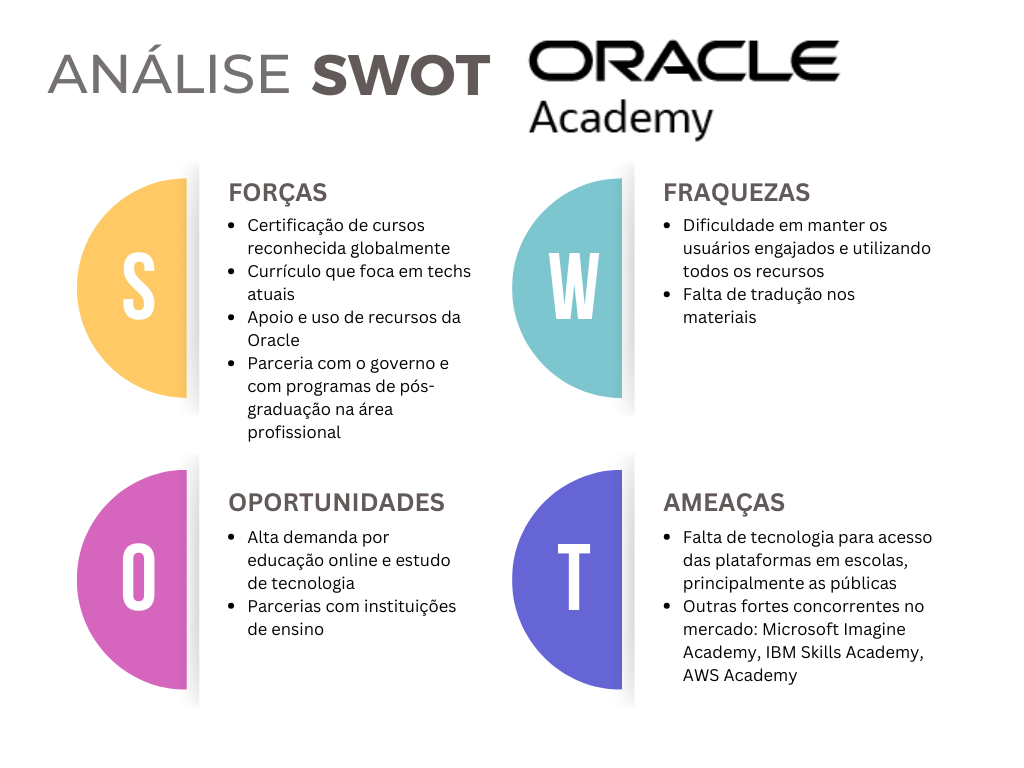 ANÁLISE SWOT
ORACLE
Academy
S
FORÇAS
• Certificação de cursos
reconhecida globalmente
• Currículo que foca em techs
atuais
• Apoio e uso de recursos da
Oracle
• Parceria com o governo e
com programas de pós-
graduação na área
profissional
W
FRAQUEZAS
• Dificuldade em manter os
usuários engajados e utilizando
todos os recursos
• Falta de tradução nos
materiais
O
OPORTUNIDADES
• Alta demanda por
educação online e estudo
de tecnologia
• Parcerias com instituições
de ensino
T
AMEAÇAS
• Falta de tecnologia para acesso
das plataformas em escolas,
principalmente as públicas
• Outras fortes concorrentes no
mercado: Microsoft Imagine
Academy, IBM Skills Academy,
AWS Academy